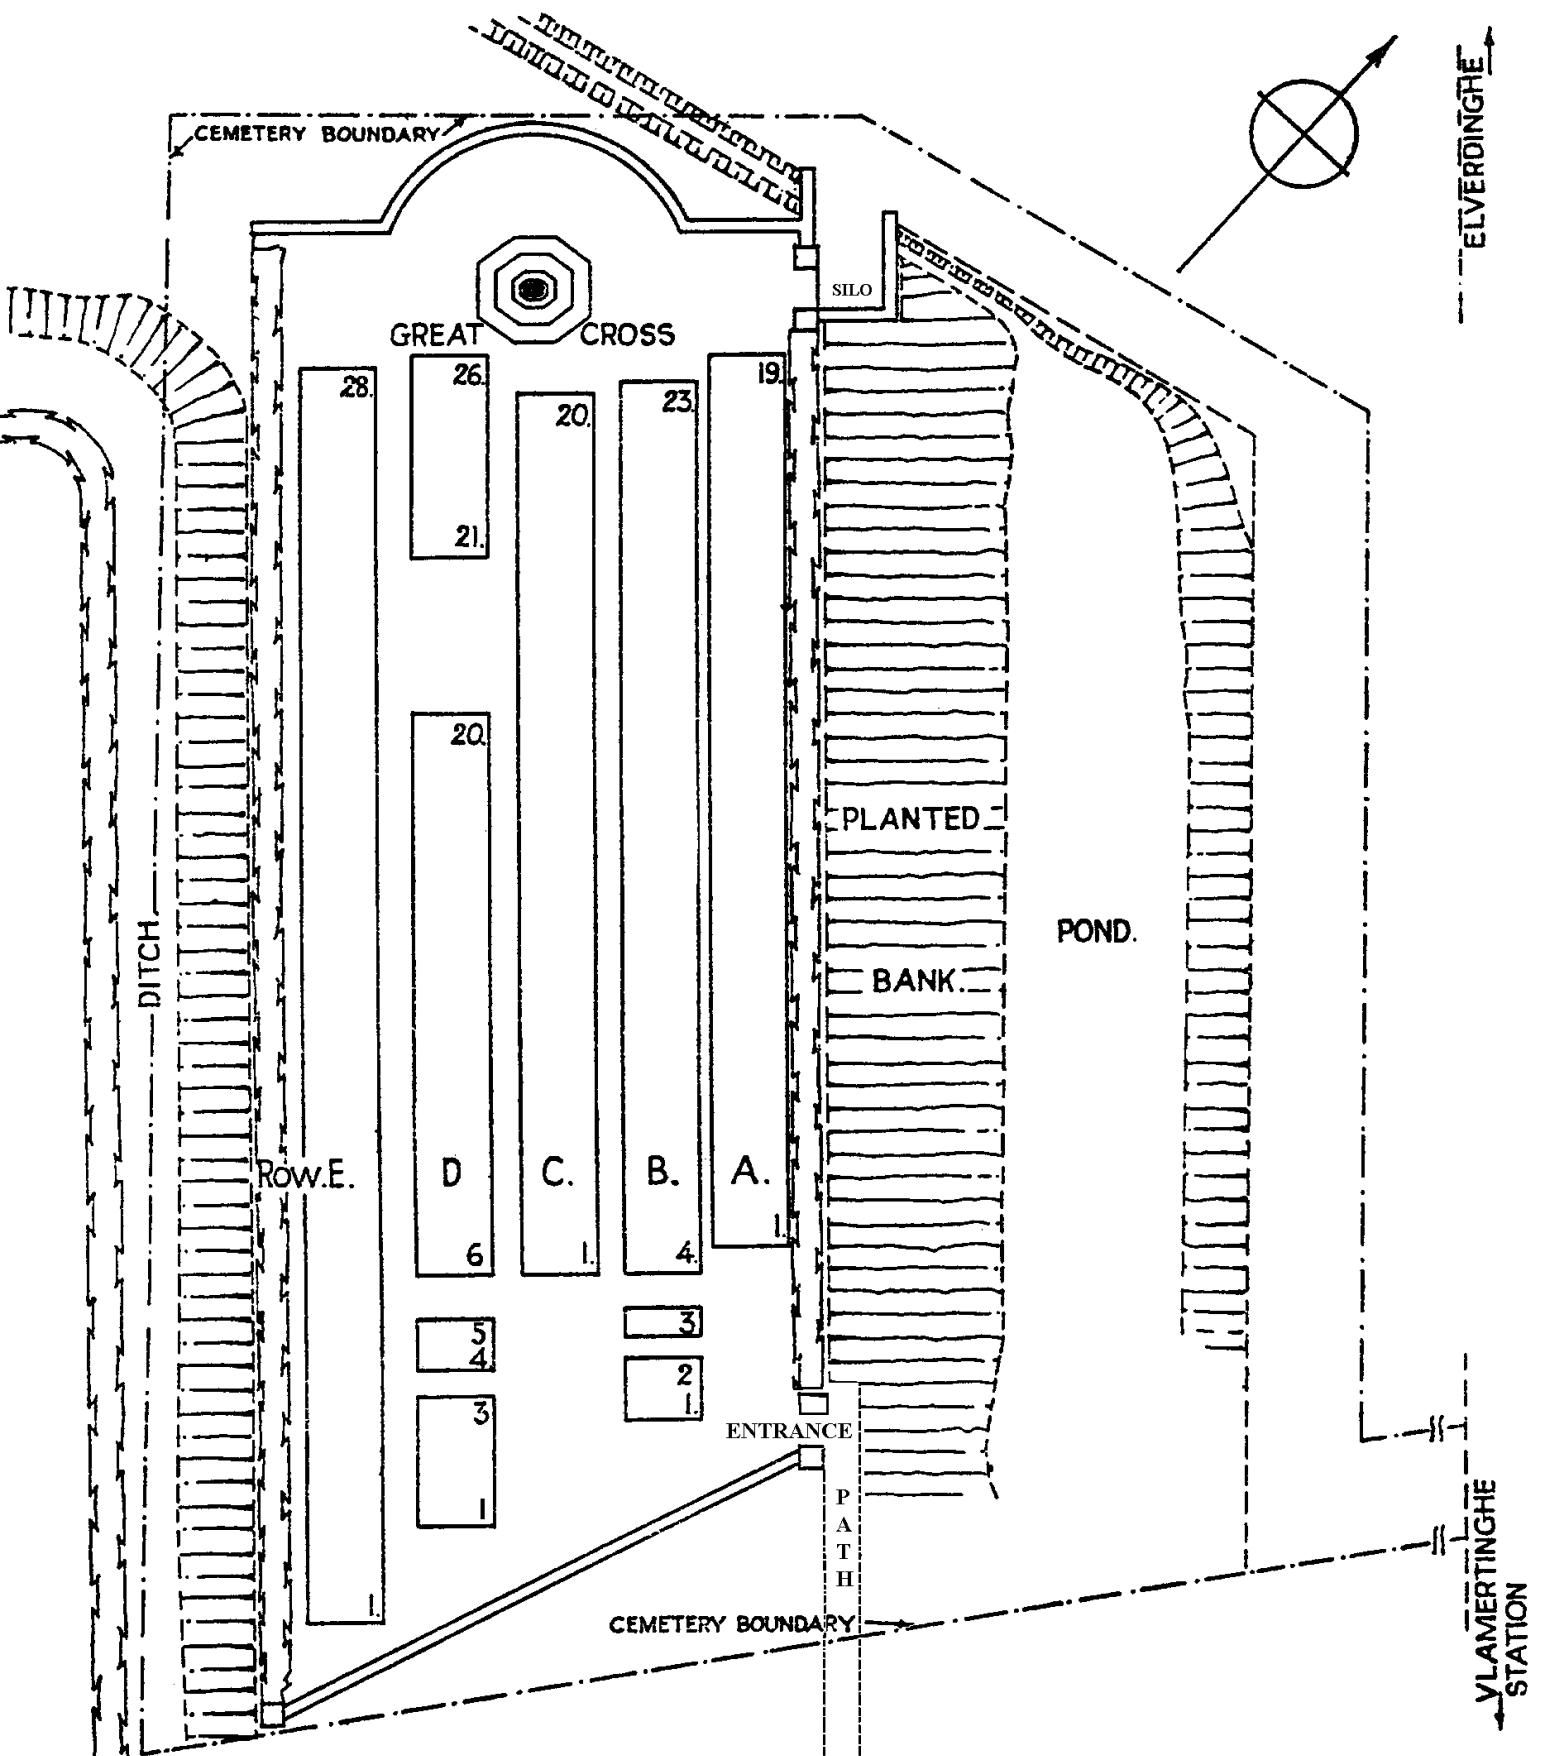 CEMETERY BOUNDARY
ELVERDINGHE
SILO
GREAT CROSS
28.
26.
20.
23.
19.
21.
20.
PLANTED
POND.
BANK.
DITCH.
ROW.E.
D
C.
B.
A.
6
1.
4.
1.
5
4
3
3
2
1.
ENTRANCE
1
1.
P
A
T
H
CEMETERY BOUNDARY
VLAMERTINGHE
STATION